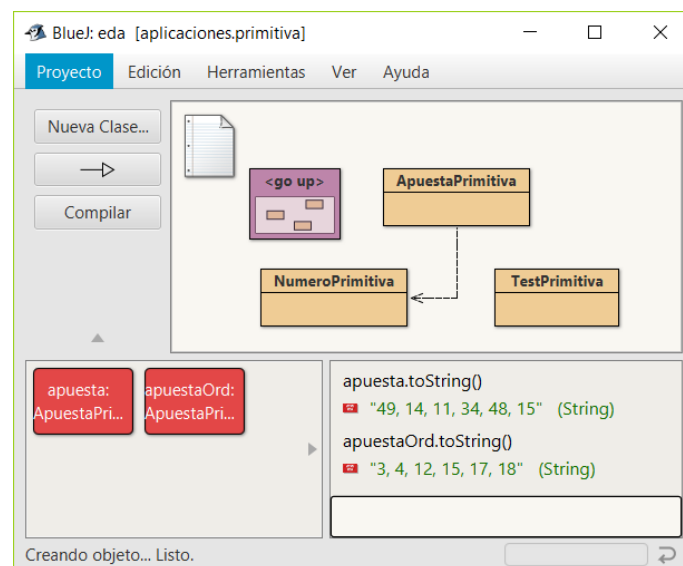 BlueJ: eda [aplicaciones.primitiva]
Proyecto Edición Herramientas Ver Ayuda
Nueva Clase...
Compilar
<go up>
ApuestaPrimitiva
NumeroPrimitiva
TestPrimitiva
apuesta:
ApuestaPri...
apuestaOrd:
ApuestaPri...
apuesta.toString()
"49, 14, 11, 34, 48, 15" (String)
apuestaOrd.toString()
"3, 4, 12, 15, 17, 18" (String)
Creando objeto... Listo.